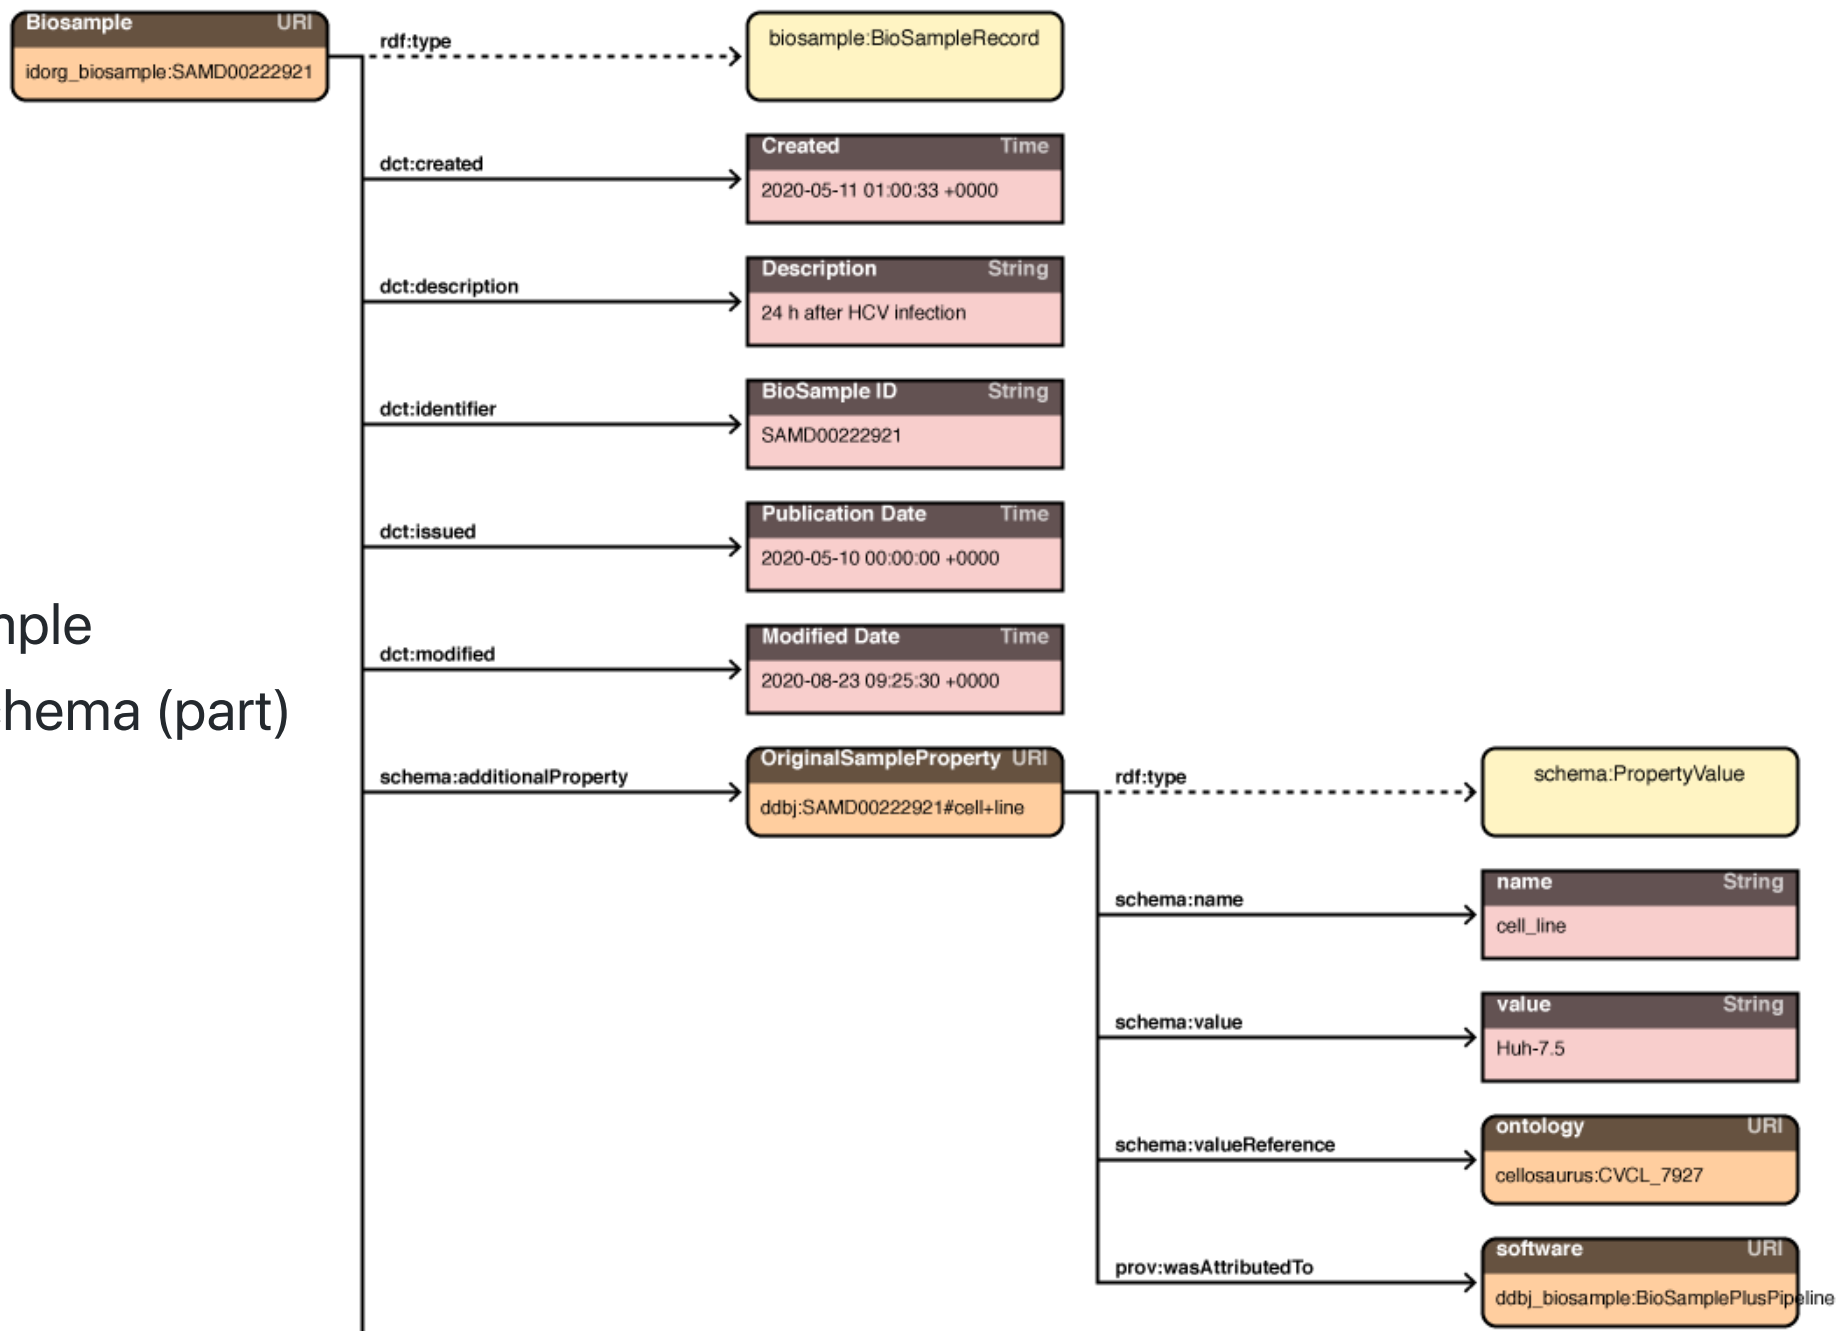 Biosample URI
idorg_biosample:SAMD00222921
rdf:type
biosample:BioSampleRecord
dct:created
Created Time
2020-05-11 01:00:33 +0000
dct:description
Description String
24 h after HCV infection
dct:identifier
BioSample ID String
SAMD00222921
dct:issued
Publication Date Time
2020-05-10 00:00:00 +0000
dct:modified
Modified Date Time
2020-08-23 09:25:30 +0000
mple
hema (part)
schema:additionalProperty
OriginalSampleProperty URI
ddbj:SAMD00222921#cell+line
rdf:type
schema:PropertyValue
schema:name
name String
cell_line
schema:value
value String
Huh-7.5
schema:valueReference
ontology URI
cellosaurus:CVCL_7927
prov:wasAttributedTo
software URI
ddbj_biosample:BioSamplePlusPipeline